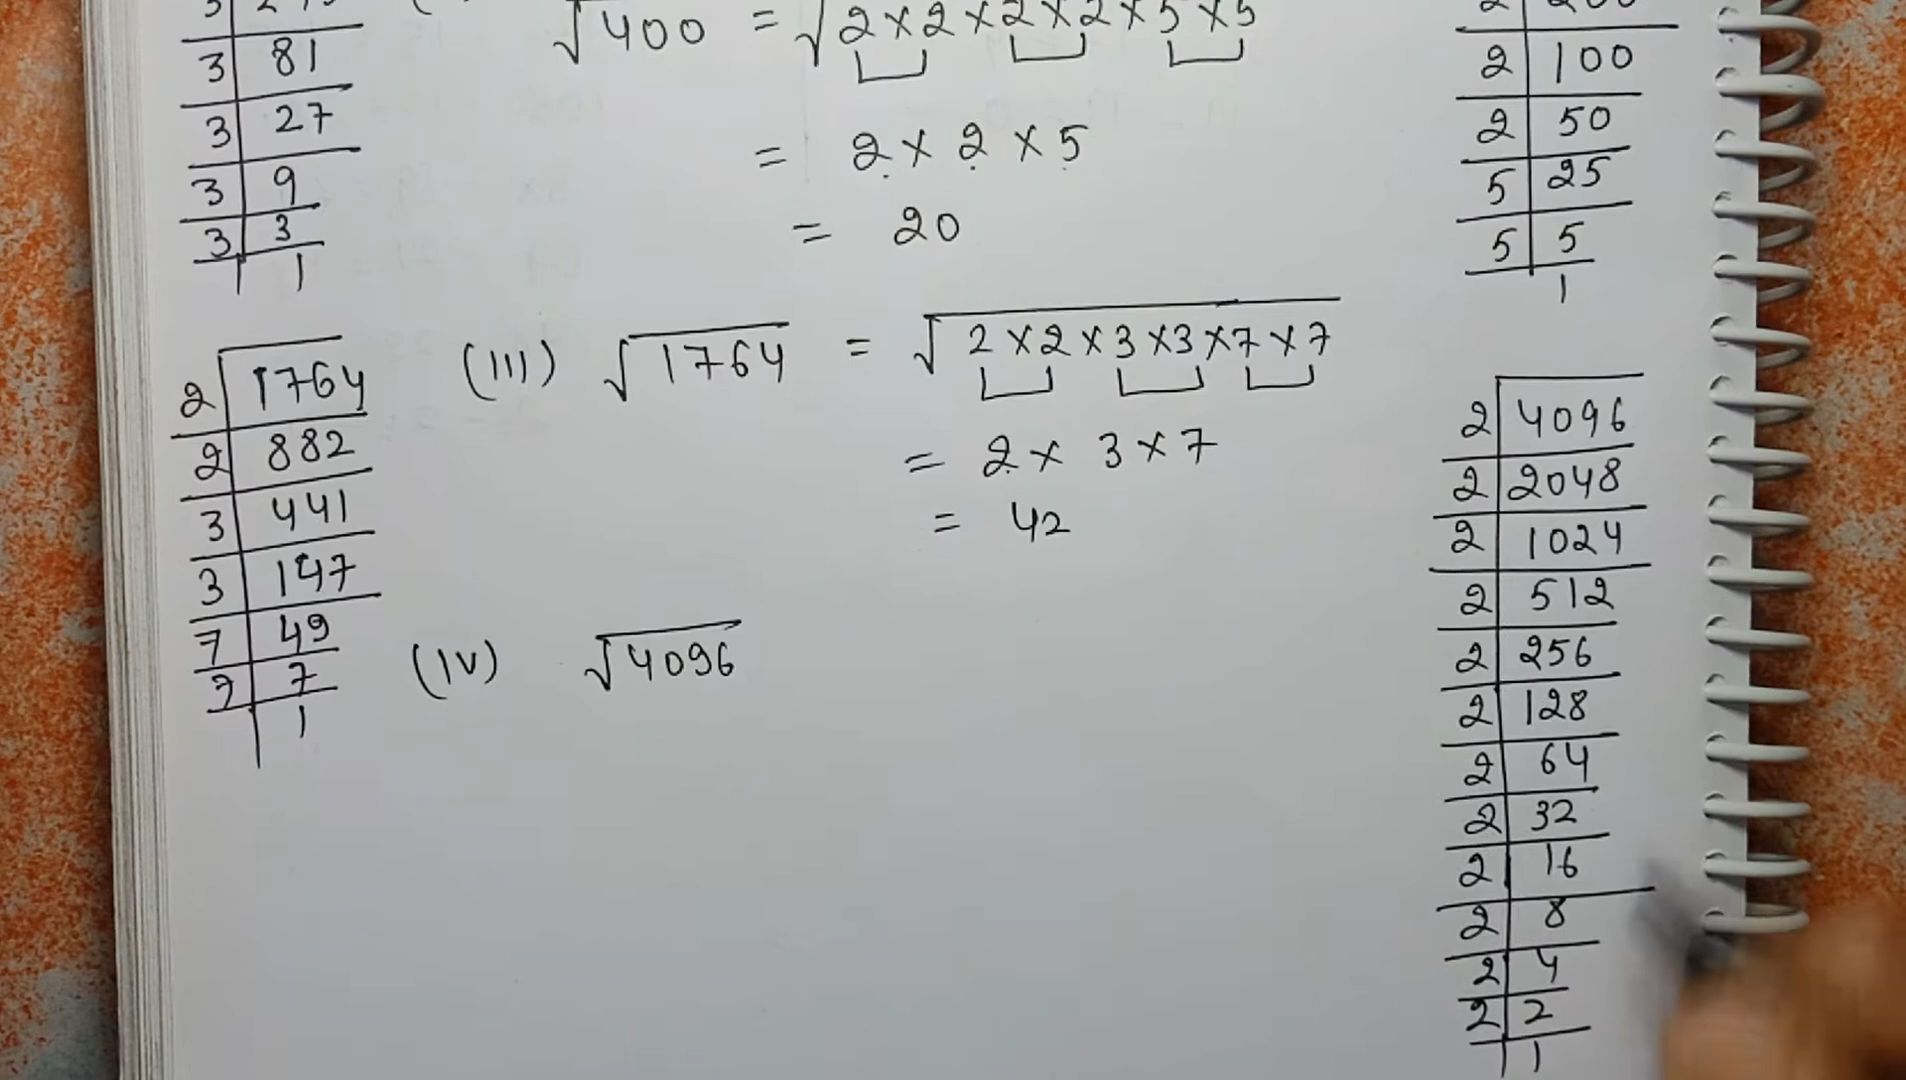 3 | 81
3 | 27
3 | 9
3 | 3
1
√400 = √2×2×2×2×5×5
= 2×2×5
= 20
2 | 100
2 | 50
5 | 25
5 | 5
1
2 | 1764
2 | 882
3 | 441
3 | 147
7 | 49
7 | 7
1
(III) √1764 = √2×2×3×3×7×7
= 2×3×7
= 42
(IV) √4096
2 | 4096
2 | 2048
2 | 1024
2 | 512
2 | 256
2 | 128
2 | 64
2 | 32
2 | 16
2 | 8
2 | 4
2 | 2
1